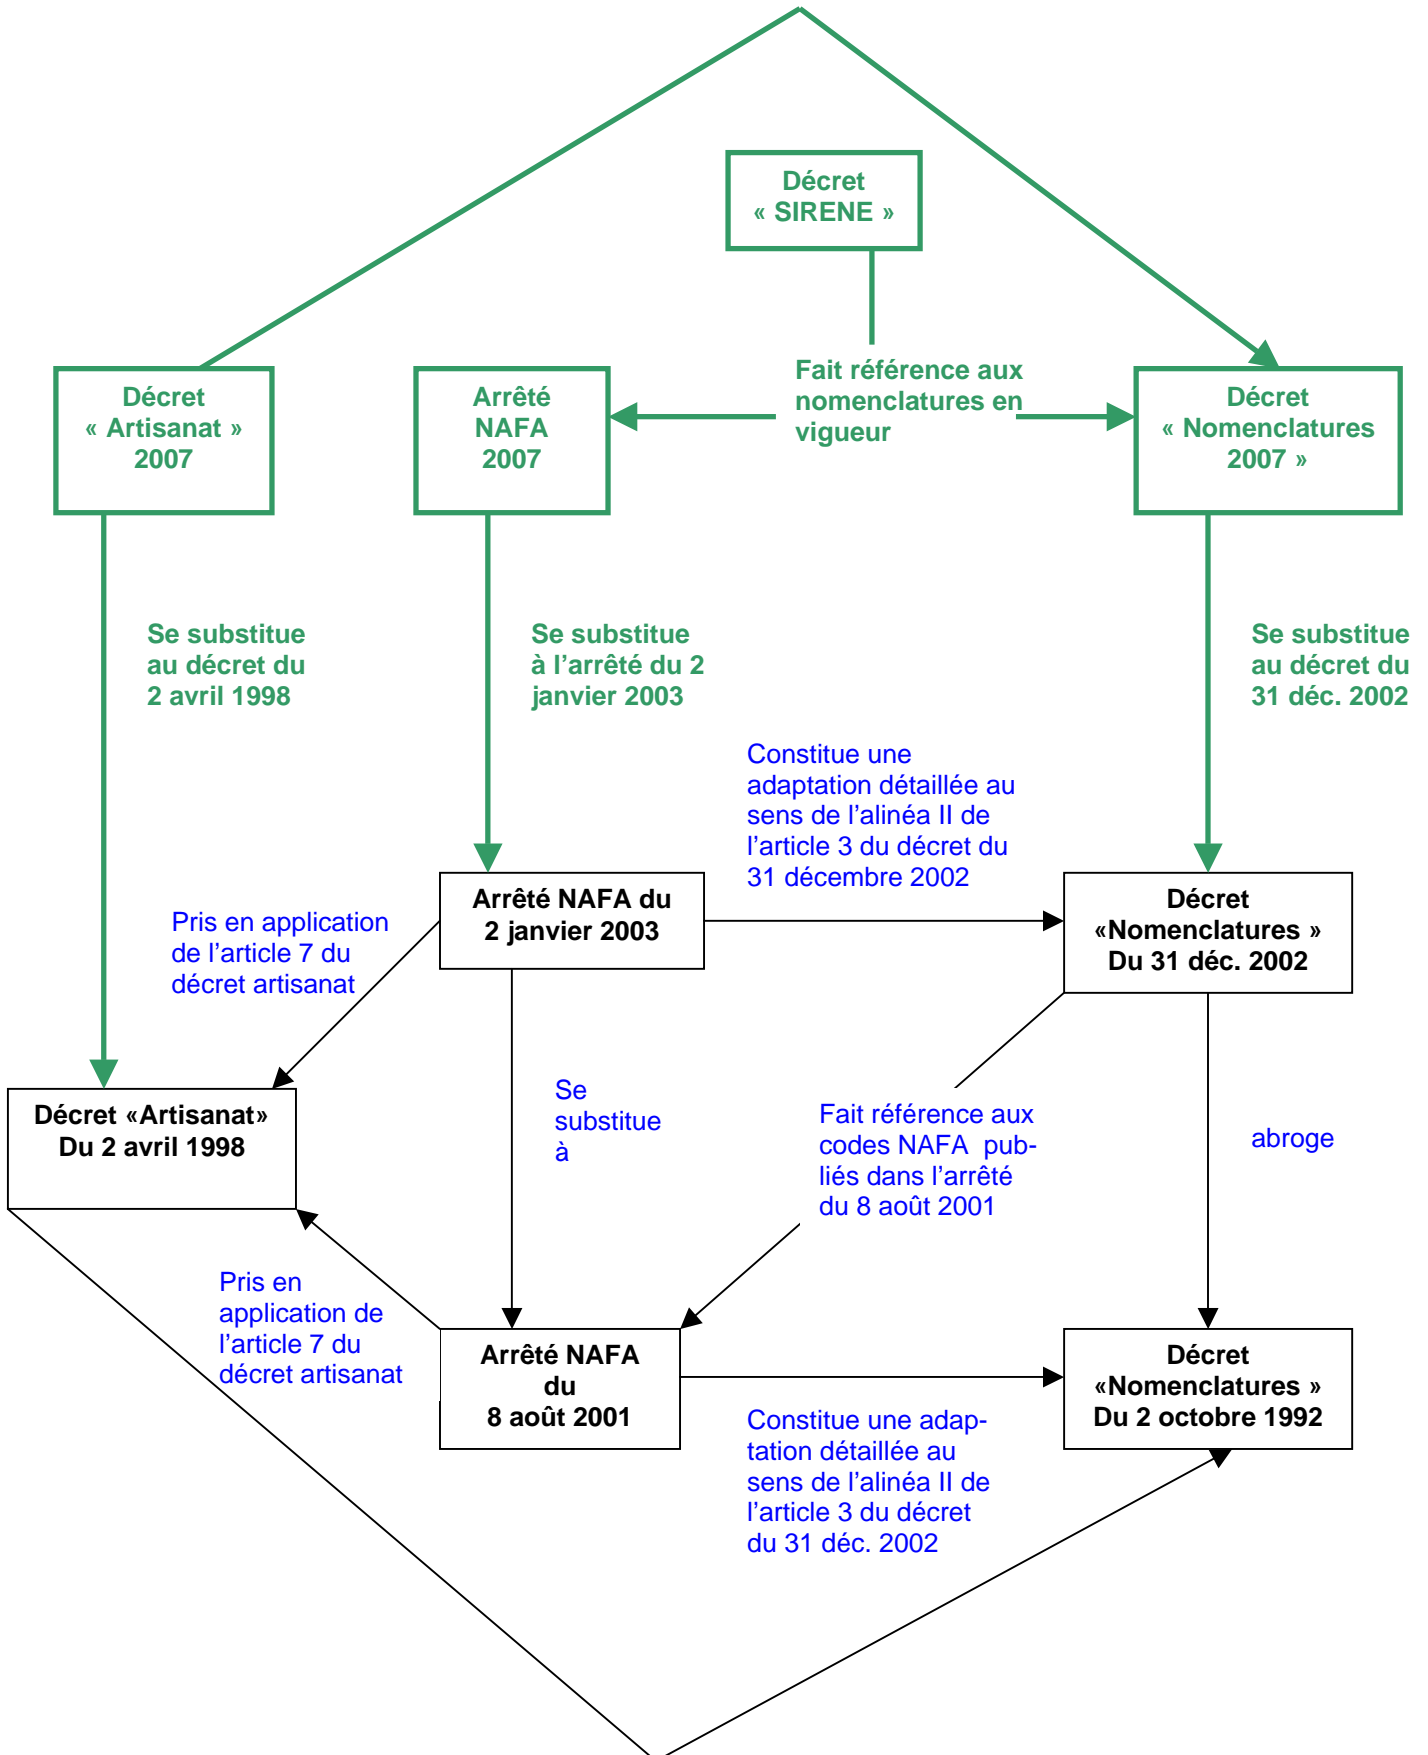 Décret
« SIRENE »
Fait référence aux
nomenclatures en
vigueur
Décret
« Artisanat »
2007
Arrêté
NAFA
2007
Décret
« Nomenclatures
2007 »
Se substitue
au décret du
2 avril 1998
Se substitue
à l’arrêté du 2
janvier 2003
Se substitue
au décret du
31 déc. 2002
Constitue une
adaptation détaillée au
sens de l’alinéa II de
l’article 3 du décret du
31 décembre 2002
Pris en application
de l’article 7 du
décret artisanat
Arrêté NAFA du
2 janvier 2003
Décret
«Nomenclatures »
Du 31 déc. 2002
Décret «Artisanat»
Du 2 avril 1998
Se
substitue
à
Fait référence aux
codes NAFA  pub-
liés dans l’arrêté
du 8 août 2001
abroge
Pris en
application de
l’article 7 du
décret artisanat
Arrêté NAFA
du
8 août 2001
Décret
«Nomenclatures »
Du 2 octobre 1992
Constitue une adap-
tation détaillée au
sens de l’alinéa II de
l’article 3 du décret
du 31 déc. 2002